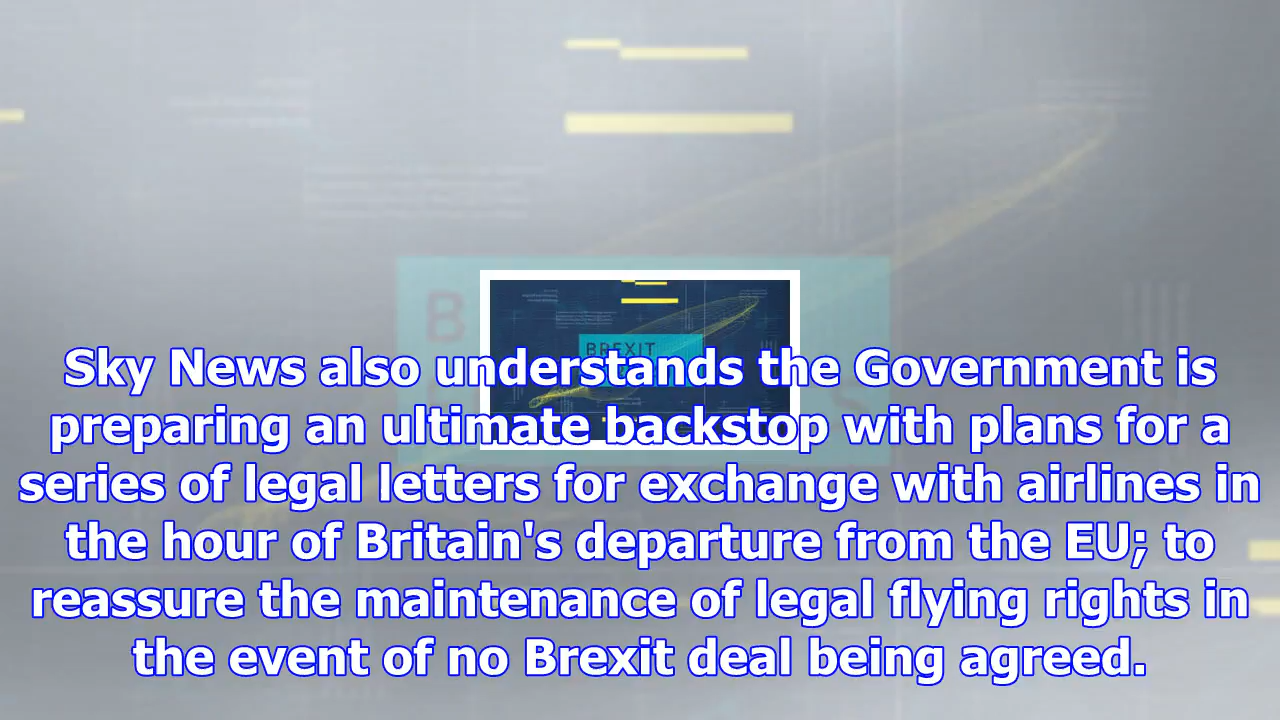 BREXIT
Sky News also understands the Government is
preparing an ultimate backstop with plans for a
series of legal letters for exchange with airlines in
the hour of Britain's departure from the EU; to
reassure the maintenance of legal flying rights in
the event of no Brexit deal being agreed.